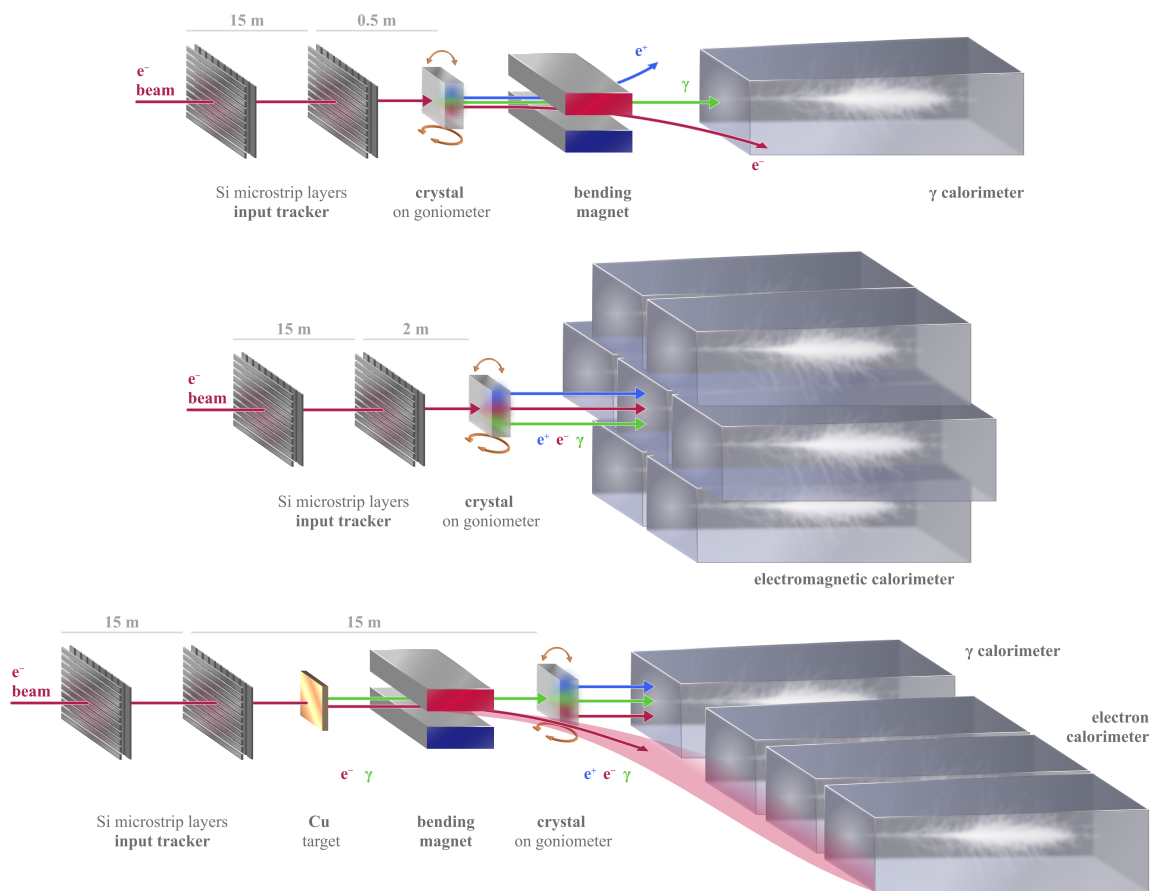 15 m
0.5 m
e⁻
beam
e⁺
γ
e⁻
Si microstrip layers
input tracker
crystal
on goniometer
bending
magnet
γ calorimeter
15 m
2 m
e⁻
beam
e⁺ e⁻ γ
Si microstrip layers
input tracker
crystal
on goniometer
electromagnetic calorimeter
15 m
15 m
e⁻
beam
γ calorimeter
electron
calorimeter
e⁻ γ
e⁺ e⁻ γ
Si microstrip layers
input tracker
Cu
target
bending
magnet
crystal
on goniometer